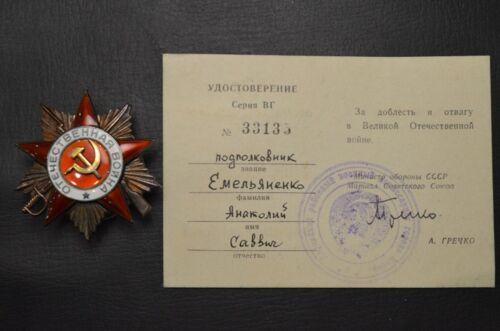 ОТЕЧЕСТВЕННАЯ ВОЙНА
УДОСТОВЕРЕНИЕ
Серия ВГ
№ 33135
подполковник
звание
Емельяненко
фамилия
Анатолий
имя
Саввич
отчество
За доблесть и отвагу
в Великой Отечественной
войне.
Министр обороны СССР
Маршал Советского Союза
А. ГРЕЧКО